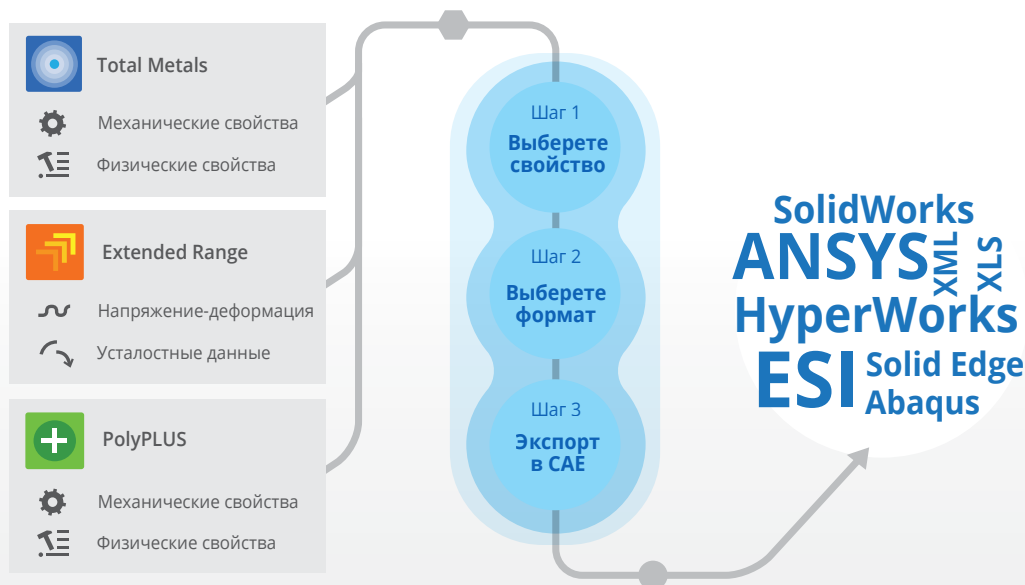 Total Metals
Механические свойства
Физические свойства
Extended Range
Напряжение-деформация
Усталостные данные
PolyPLUS
Механические свойства
Физические свойства
Шаг 1
Выберете
свойство
Шаг 2
Выберете
формат
Шаг 3
Экспорт
в CAE
SolidWorks
ANSYS
XML
XLS
HyperWorks
ESI
Solid Edge
Abaqus